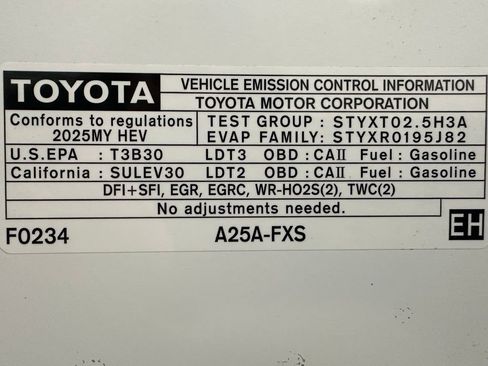 TOYOTA VEHICLE EMISSION CONTROL INFORMATION
TOYOTA MOTOR CORPORATION
Conforms to regulations TEST GROUP : STYXT02.5H3A
2025MY HEV EVAP FAMILY: STYXR0195J82
U.S.EPA : T3B30 LDT3 OBD : CAII Fuel : Gasoline
California : SULEV30 LDT2 OBD : CAII Fuel : Gasoline
DFI+SFI, EGR, EGRC, WR-HO2S(2), TWC(2)
No adjustments needed.
F0234 A25A-FXS EH